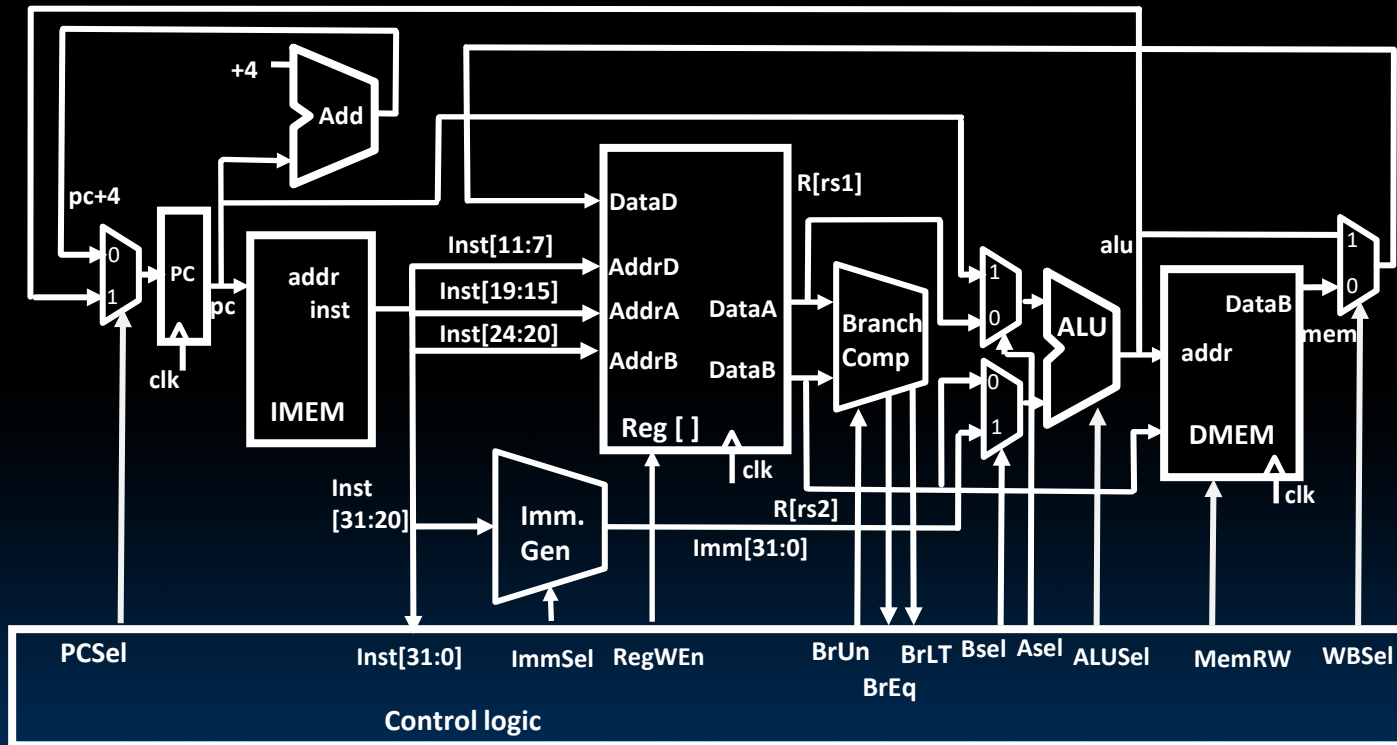 +4
Add
pc+4
0
1
PC
pc
clk
addr
inst
IMEM
Inst[11:7]
Inst[19:15]
Inst[24:20]
Inst
[31:20]
DataD
AddrD
AddrA
AddrB
DataA
DataB
Reg [ ]
clk
Imm.
Gen
R[rs1]
R[rs2]
Imm[31:0]
Branch
Comp
1
0
0
1
ALU
alu
addr
DataB
DMEM
clk
mem
1
0
PCSel
Inst[31:0]
ImmSel
RegWEn
BrUn
BrEq
BrLT
Bsel
Asel
ALUSel
MemRW
WBSel
Control logic